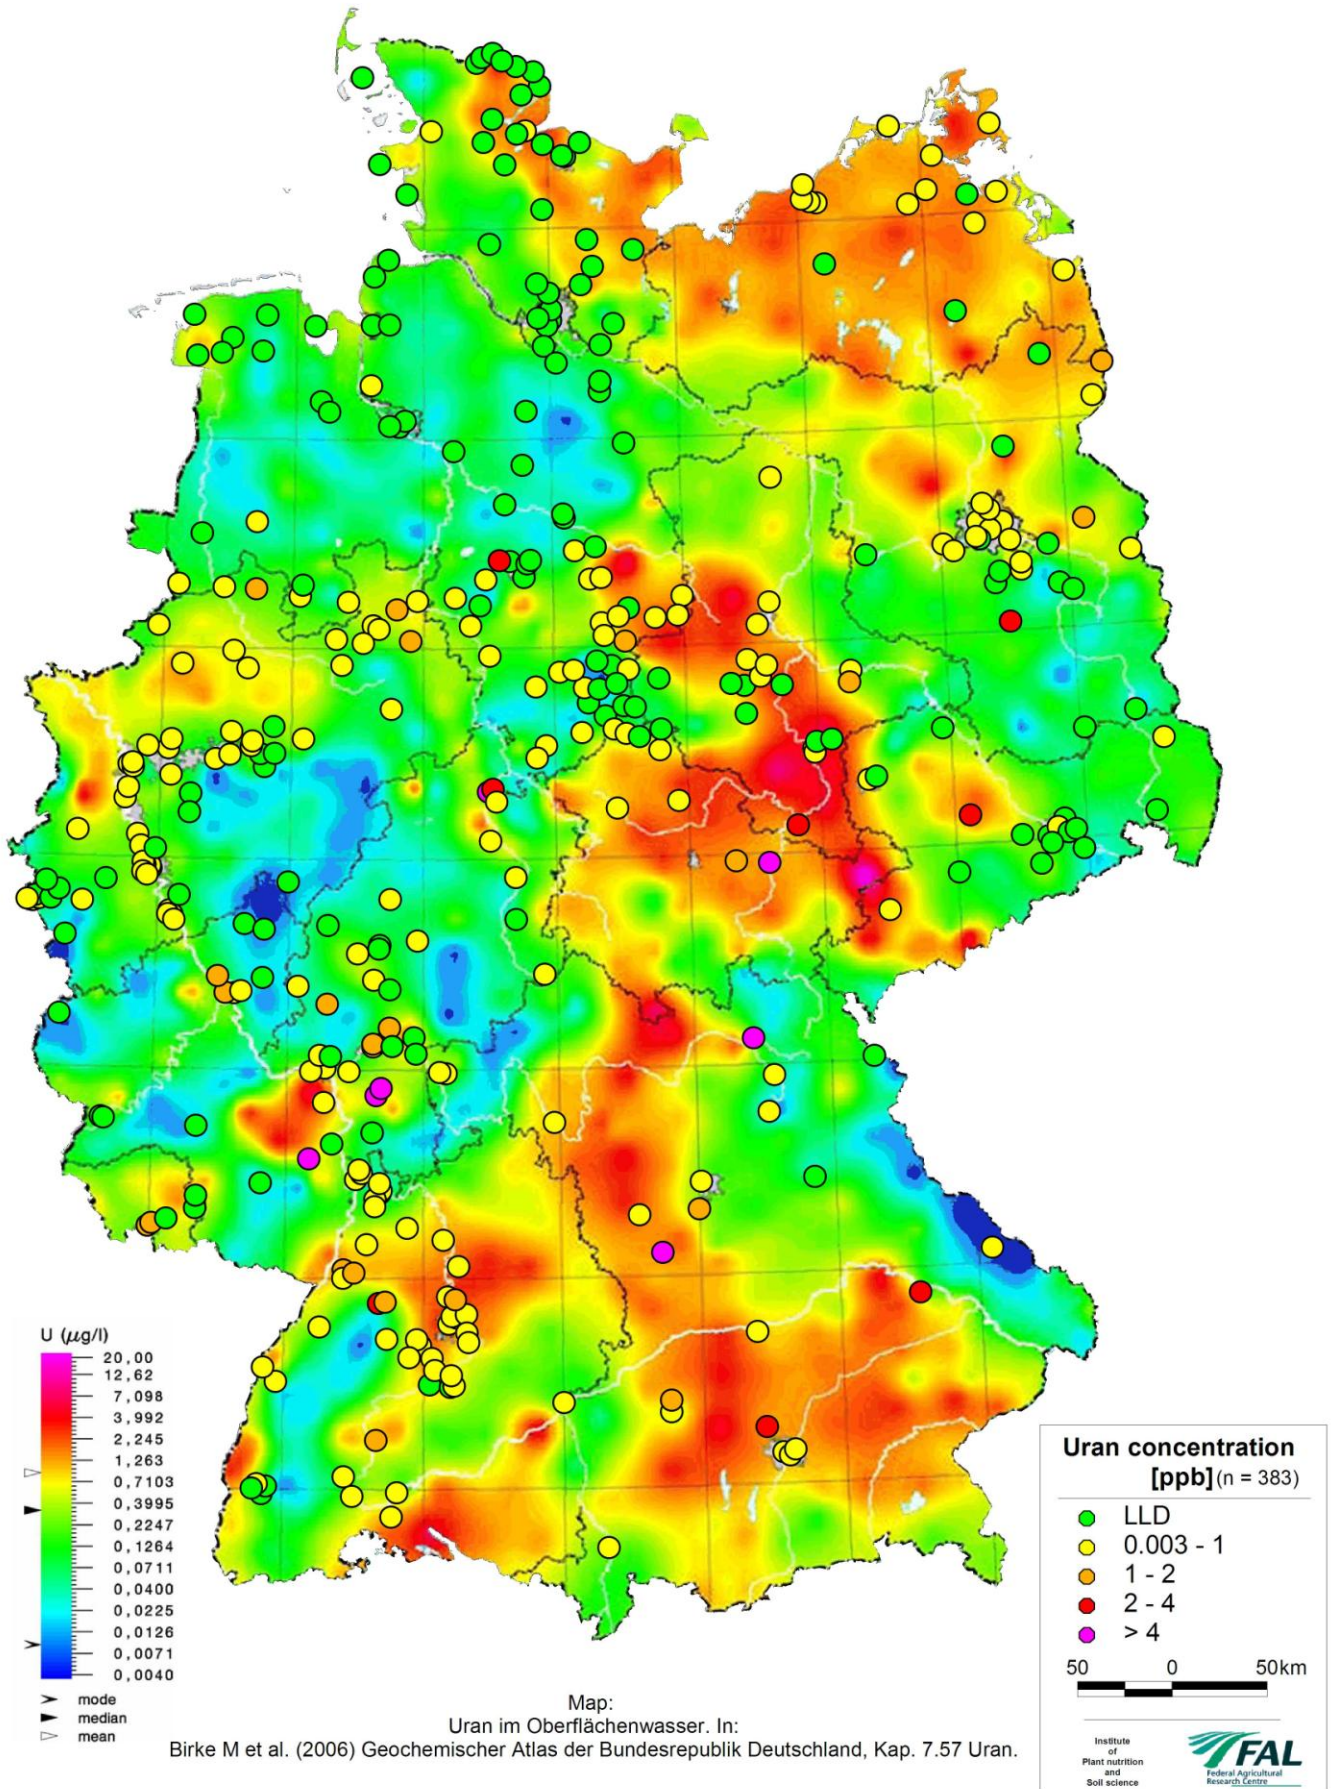 U (µg/l)
20,00
12,62
7,098
3,992
2,245
1,263
0,7103
0,3995
0,2247
0,1264
0,0711
0,0400
0,0225
0,0126
0,0071
0,0040
mode
median
mean
Map:
Uran im Oberflächenwasser. In:
Birke M et al. (2006) Geochemischer Atlas der Bundesrepublik Deutschland, Kap. 7.57 Uran.
Uran concentration
[ppb] (n = 383)
LLD
0.003 - 1
1 - 2
2 - 4
> 4
50 0 50km
Institute
of
Plant nutrition
and
Soil science
FAL
Federal Agricultural
Research Centre